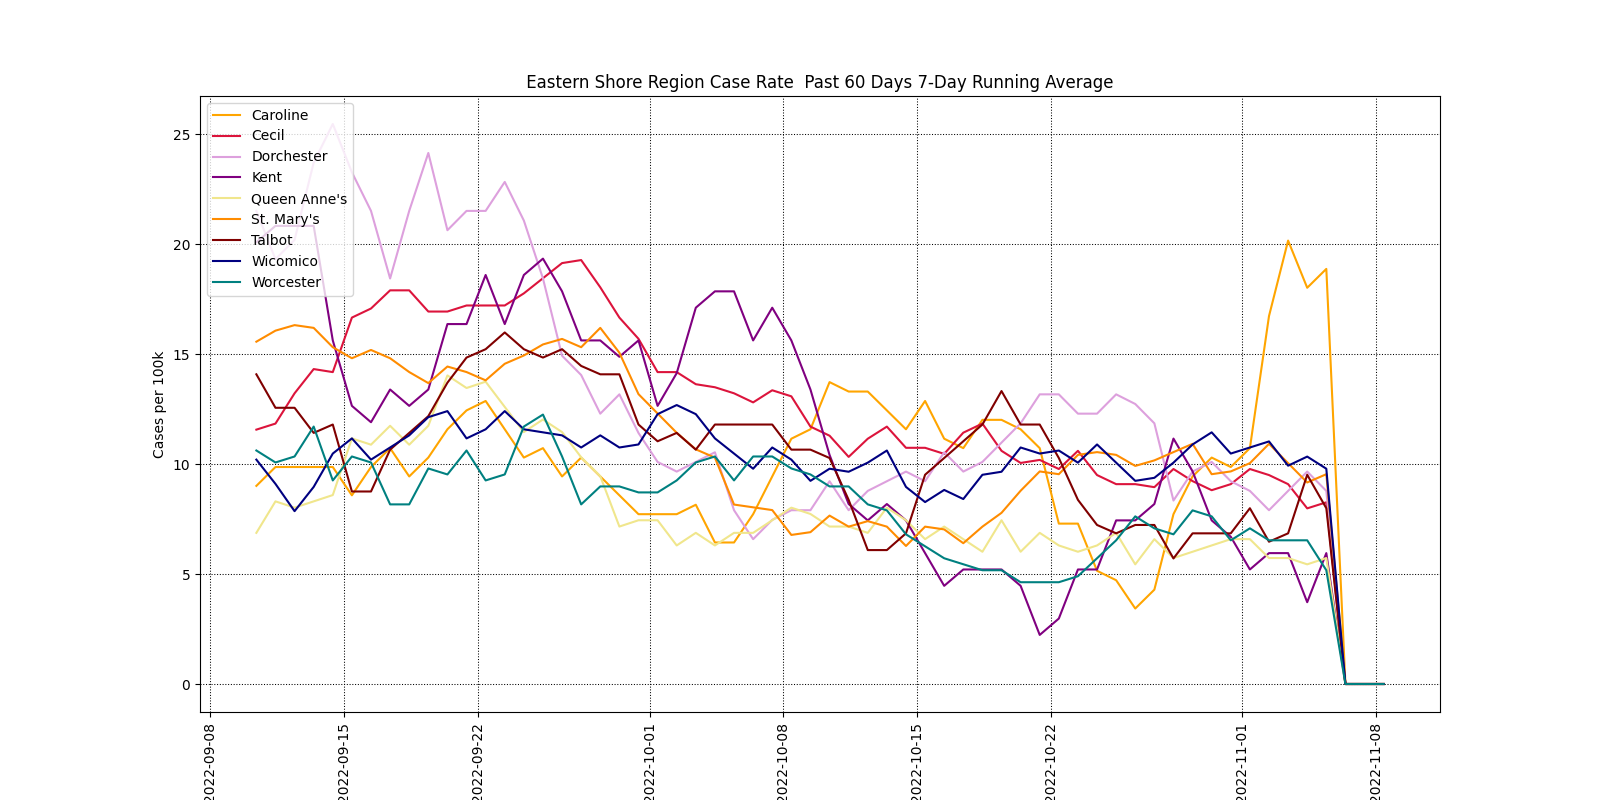 Eastern Shore Region Case Rate  Past 60 Days 7-Day Running Average
Caroline
Cecil
Dorchester
Kent
Queen Anne's
St. Mary's
Talbot
Wicomico
Worcester
Cases per 100k
25
20
15
10
5
0
2022-09-08
2022-09-15
2022-09-22
2022-10-01
2022-10-08
2022-10-15
2022-10-22
2022-11-01
2022-11-08